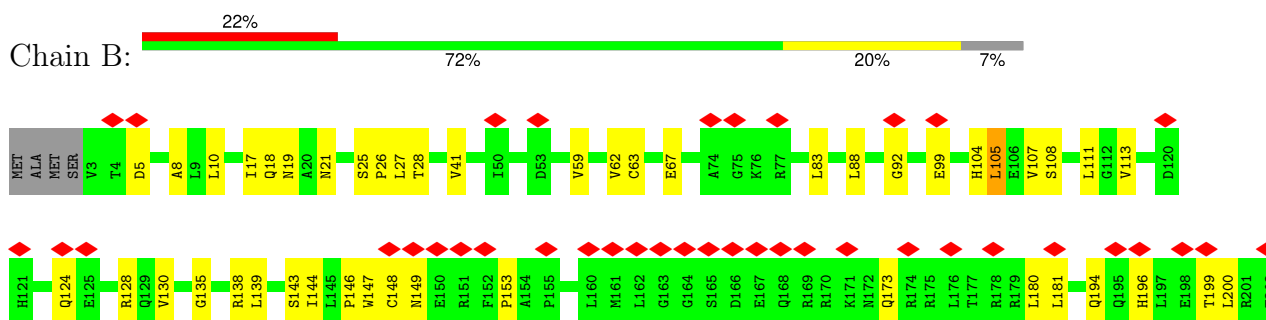 22%
Chain B:
72% 20% 7%
MET ALA MET SER V3 T4 D5 A8 L9 L10 I17 Q18 N19 A20 N21 S25 P26 L27 T28 V41 I50 D53 V59 V62 C63 E67 A74 G75 K76 R77 L83 L88 G92 E99 H104 L105 E106 V107 S108 L111 G112 V113 D120
H121 Q124 E125 R128 Q129 V130 G135 R138 L139 S143 I144 L145 P146 W147 C148 N149 E150 R151 F152 P153 A154 P155 L160 M161 L162 G163 G164 S165 D166 E167 Q168 R169 R170 K171 N172 Q173 R174 R175 L176 T177 R178 R179 L180 L181 Q194 Q195 H196 L197 E198 T199 L200 R201